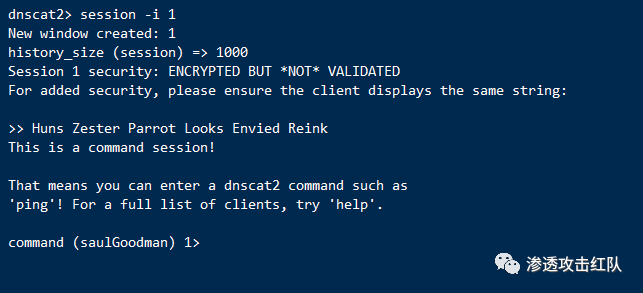 dnscat2> session -i 1
New window created: 1
history_size (session) => 1000
Session 1 security: ENCRYPTED BUT *NOT* VALIDATED
For added security, please ensure the client displays the same string:
>> Huns Zester Parrot Looks Envied Reink
This is a command session!
That means you can enter a dnscat2 command such as
'ping'! For a full list of clients, try 'help'.
command (saulGoodman) 1>
渗透攻击红队